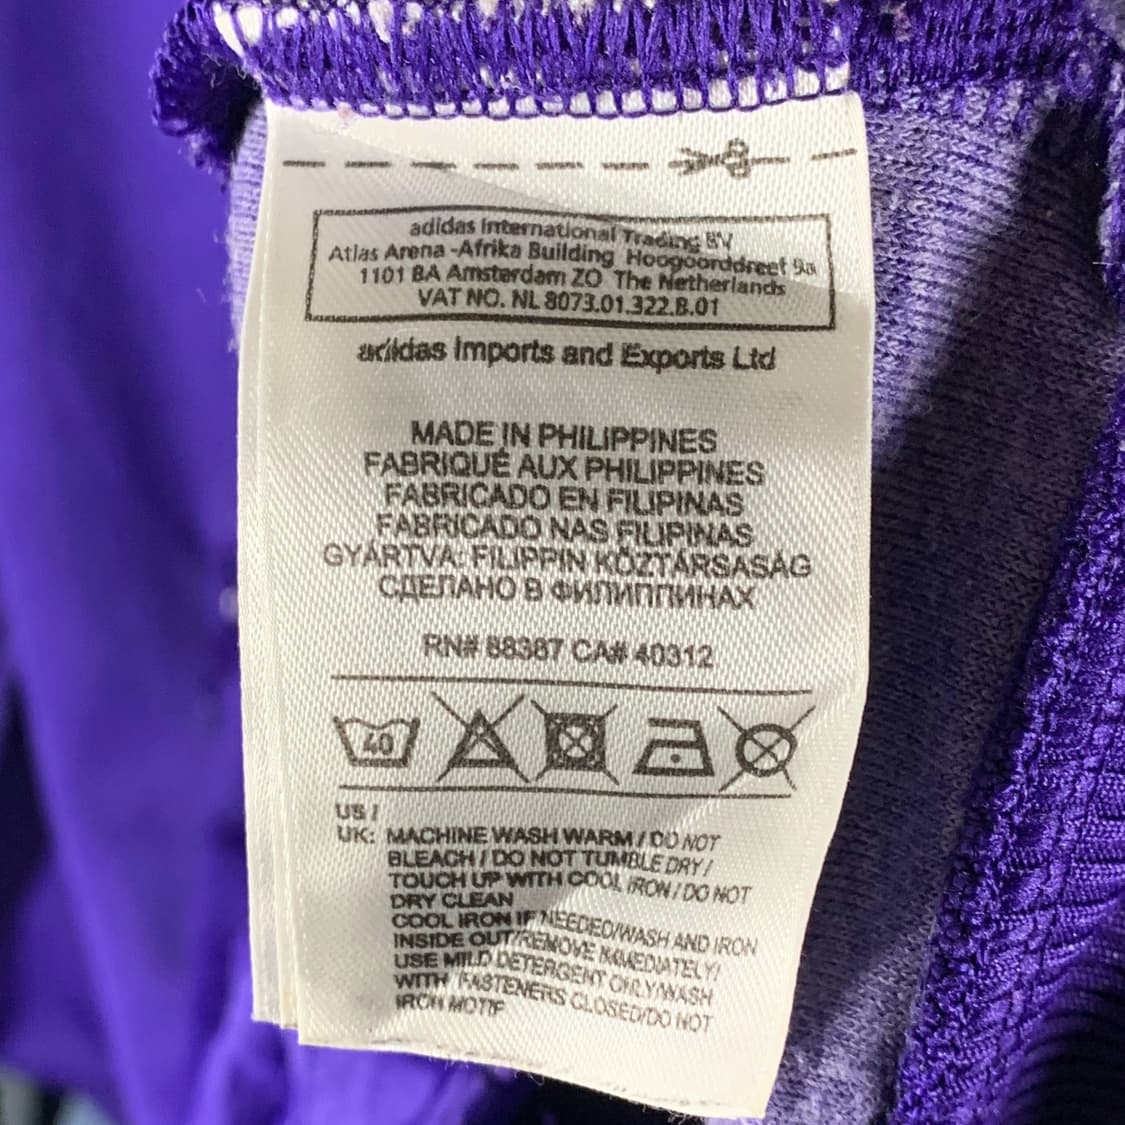 adidas International Trading BV
Atlas Arena -Afrika Building Hoogoorddreef 9a
1101 BA Amsterdam ZO The Netherlands
VAT NO. NL 8073.01.322.B.01
adidas Imports and Exports Ltd
MADE IN PHILIPPINES
FABRIQUÉ AUX PHILIPPINES
FABRICADO EN FILIPINAS
FABRICADO NAS FILIPINAS
GYÁRTVA: FILIPPIN KÖZTÁRSASÁG
СДЕЛАНО В ФИЛИППИНАХ
RN# 88387 CA# 40312
40
US /
UK: MACHINE WASH WARM / DO NOT
BLEACH / DO NOT TUMBLE DRY /
TOUCH UP WITH COOL IRON / DO NOT
DRY CLEAN
COOL IRON IF NEEDED/WASH AND IRON
INSIDE OUT/REMOVE IMMEDIATELY/
USE MILD DETERGENT ONLY/WASH
WITH FASTENERS CLOSED/DO NOT
IRON MOTIF